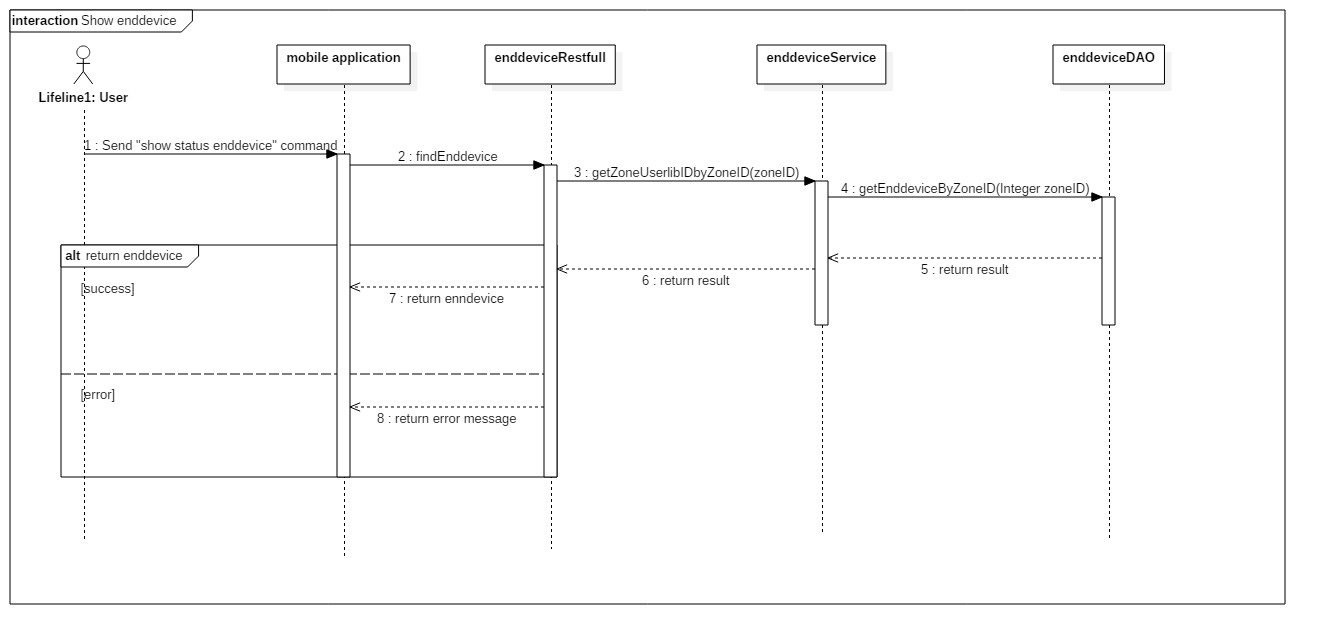 interaction Show enddevice
mobile application
enddeviceRestfull
enddeviceService
enddeviceDAO
Lifeline1: User
1 : Send "show status enddevice" command
2 : findEnddevice
3 : getZoneUserlibIDbyZoneID(zoneID)
4 : getEnddeviceByZoneID(Integer zoneID)
alt return enddevice
5 : return result
6 : return result
[success]
7 : return enndevice
[error]
8 : return error message